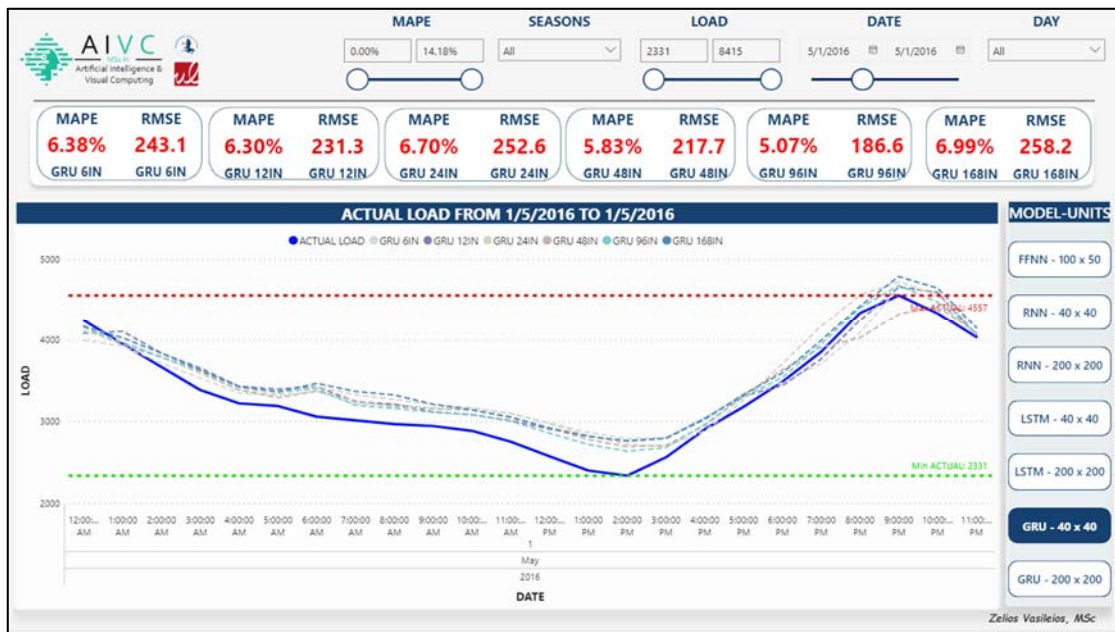 MAPE SEASONS LOAD DATE DAY
AIVC
MSc in
Artificial Intelligence &
Visual Computing
0.00% 14.18% All 2331 8415 5/1/2016 5/1/2016 All
MAPE RMSE MAPE RMSE MAPE RMSE MAPE RMSE MAPE RMSE MAPE RMSE
6.38% 243.1 6.30% 231.3 6.70% 252.6 5.83% 217.7 5.07% 186.6 6.99% 258.2
GRU 6IN GRU 6IN GRU 12IN GRU 12IN GRU 24IN GRU 24IN GRU 48IN GRU 48IN GRU 96IN GRU 96IN GRU 168IN GRU 168IN
ACTUAL LOAD FROM 1/5/2016 TO 1/5/2016
ACTUAL LOAD GRU 6IN GRU 12IN GRU 24IN GRU 48IN GRU 96IN GRU 168IN
5000
4000
3000
2000
LOAD
Max ACTUAL: 4557
Min ACTUAL: 2331
12:00:... 1:00:00 2:00:00 3:00:00 4:00:00 5:00:00 6:00:00 7:00:00 8:00:00 9:00:00 10:00:... 11:00:... 12:00:... 1:00:00 2:00:00 3:00:00 4:00:00 5:00:00 6:00:00 7:00:00 8:00:00 9:00:00 10:00:... 11:00:...
AM AM AM AM AM AM AM AM AM AM AM AM PM PM PM PM PM PM PM PM PM PM PM PM
1
May
2016
DATE
MODEL-UNITS
FFNN - 100 x 50
RNN - 40 x 40
RNN - 200 x 200
LSTM - 40 x 40
LSTM - 200 x 200
GRU - 40 x 40
GRU - 200 x 200
Zelios Vasileios, MSc